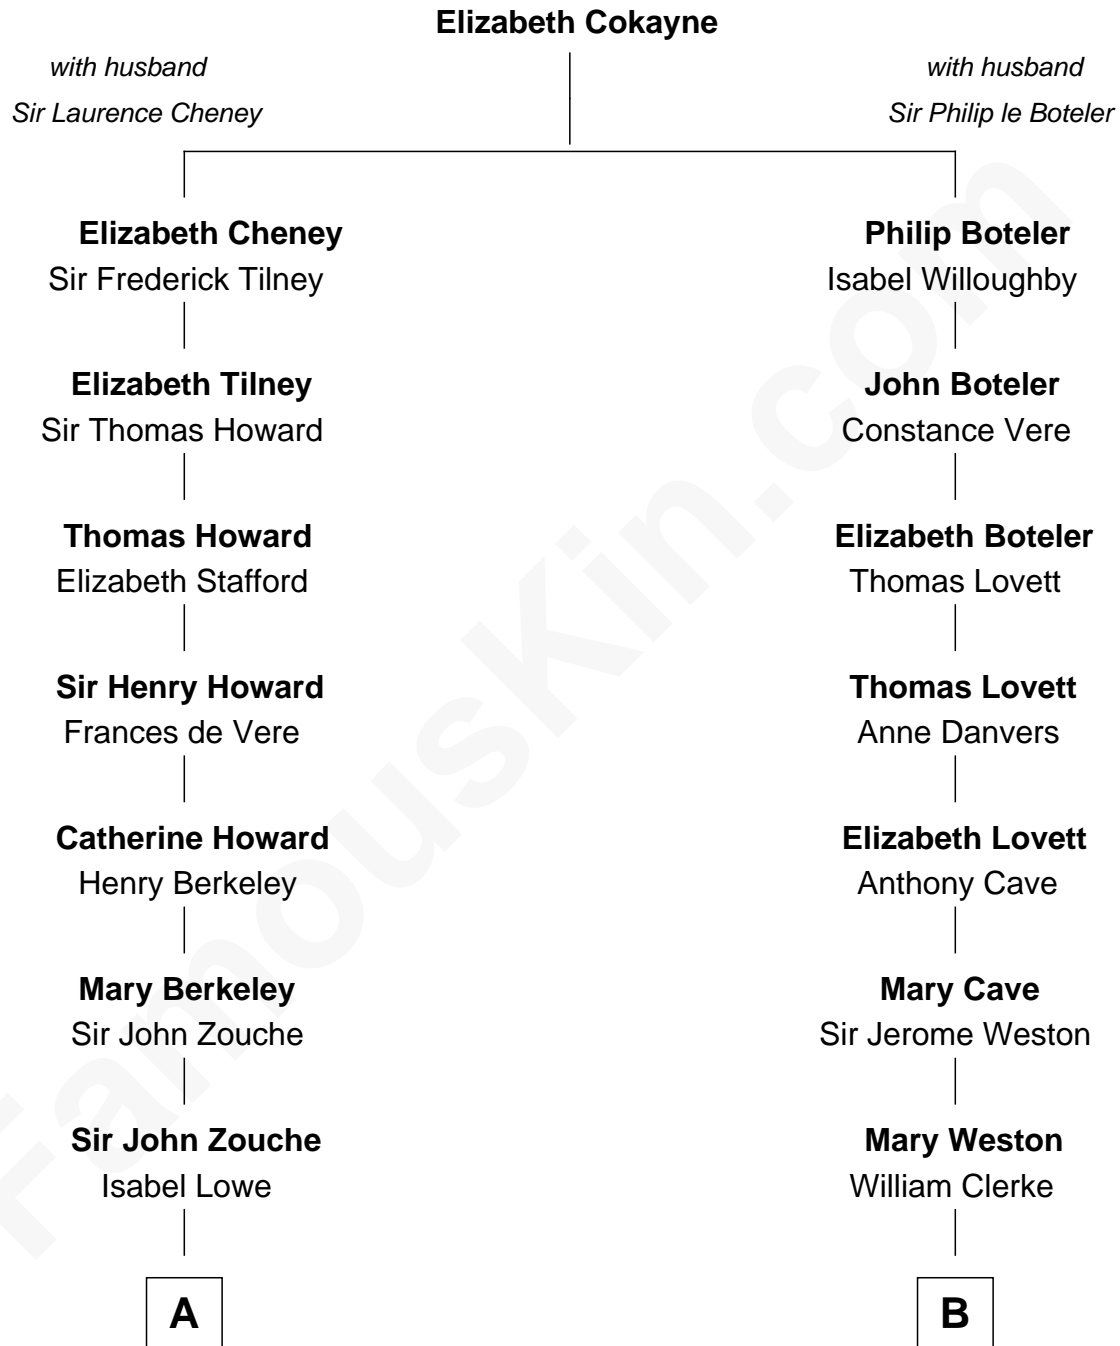 Elizabeth Cokayne
with husband
Sir Laurence Cheney
with husband
Sir Philip le Boteler
Elizabeth Cheney
Sir Frederick Tilney
Philip Boteler
Isabel Willoughby
Elizabeth Tilney
Sir Thomas Howard
John Boteler
Constance Vere
Thomas Howard
Elizabeth Stafford
Elizabeth Boteler
Thomas Lovett
Sir Henry Howard
Frances de Vere
Thomas Lovett
Anne Danvers
Catherine Howard
Henry Berkeley
Elizabeth Lovett
Anthony Cave
Mary Berkeley
Sir John Zouche
Mary Cave
Sir Jerome Weston
Sir John Zouche
Isabel Lowe
Mary Weston
William Clerke
A
B
FamousKin.com